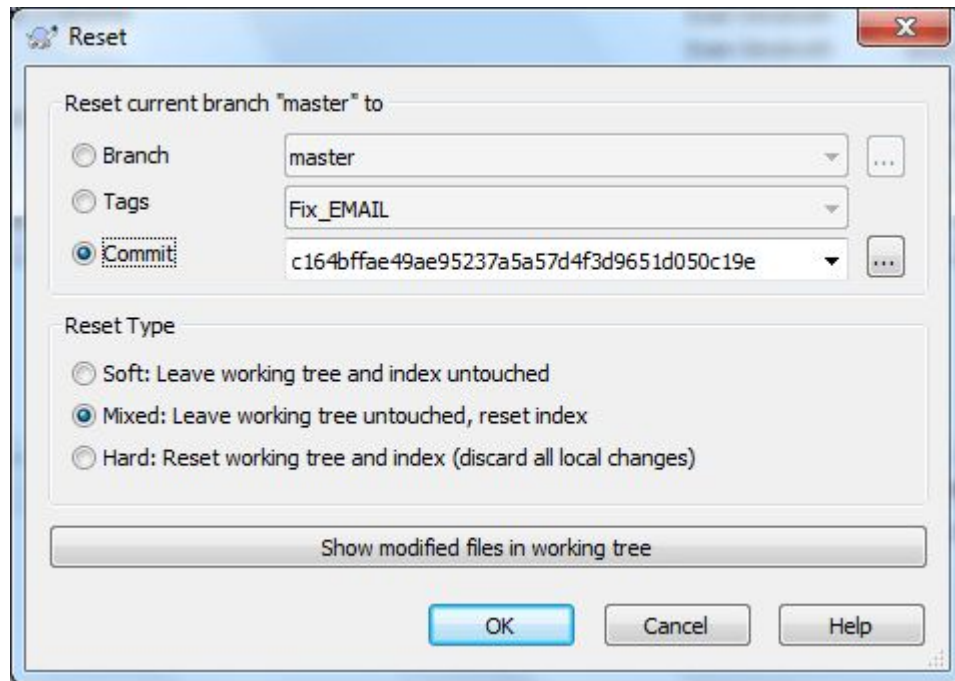 Reset
Reset current branch "master" to
Branch
master
...
Tags
Fix_EMAIL
Commit
c164bffae49ae95237a5a57d4f3d9651d050c19e
...
Reset Type
Soft: Leave working tree and index untouched
Mixed: Leave working tree untouched, reset index
Hard: Reset working tree and index (discard all local changes)
Show modified files in working tree
OK
Cancel
Help